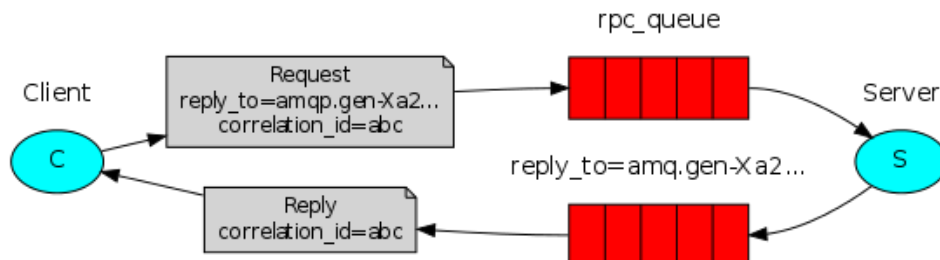 rpc_queue
Client
Request
reply_to=amqp.gen-Xa2...
correlation_id=abc
Server
C
S
reply_to=amq.gen-Xa2...
Reply
correlation_id=abc